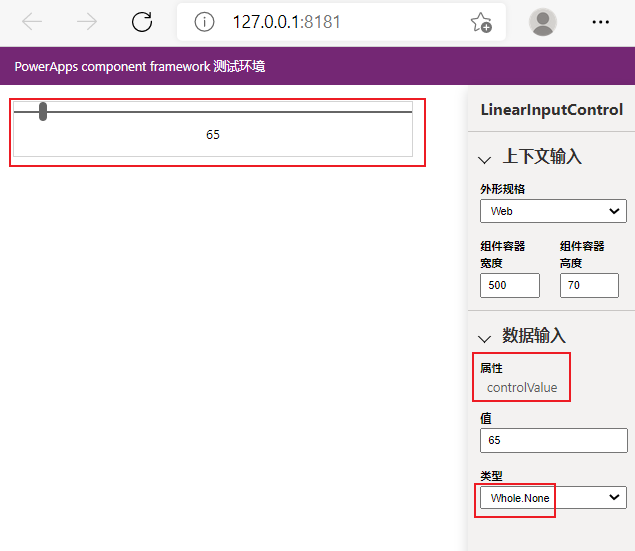 127.0.0.1:8181
PowerApps component framework 测试环境
65
LinearInputControl
上下文输入
外形规格
Web
组件容器
宽度
组件容器
高度
500
70
数据输入
属性
controlValue
值
65
类型
Whole.None